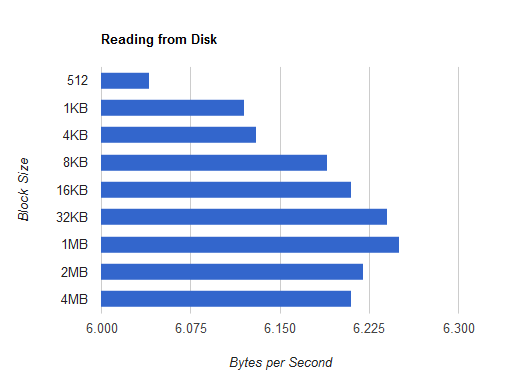 Reading from Disk
512
1KB
4KB
8KB
16KB
32KB
1MB
2MB
4MB
Block Size
6.000 6.075 6.150 6.225 6.300
Bytes per Second